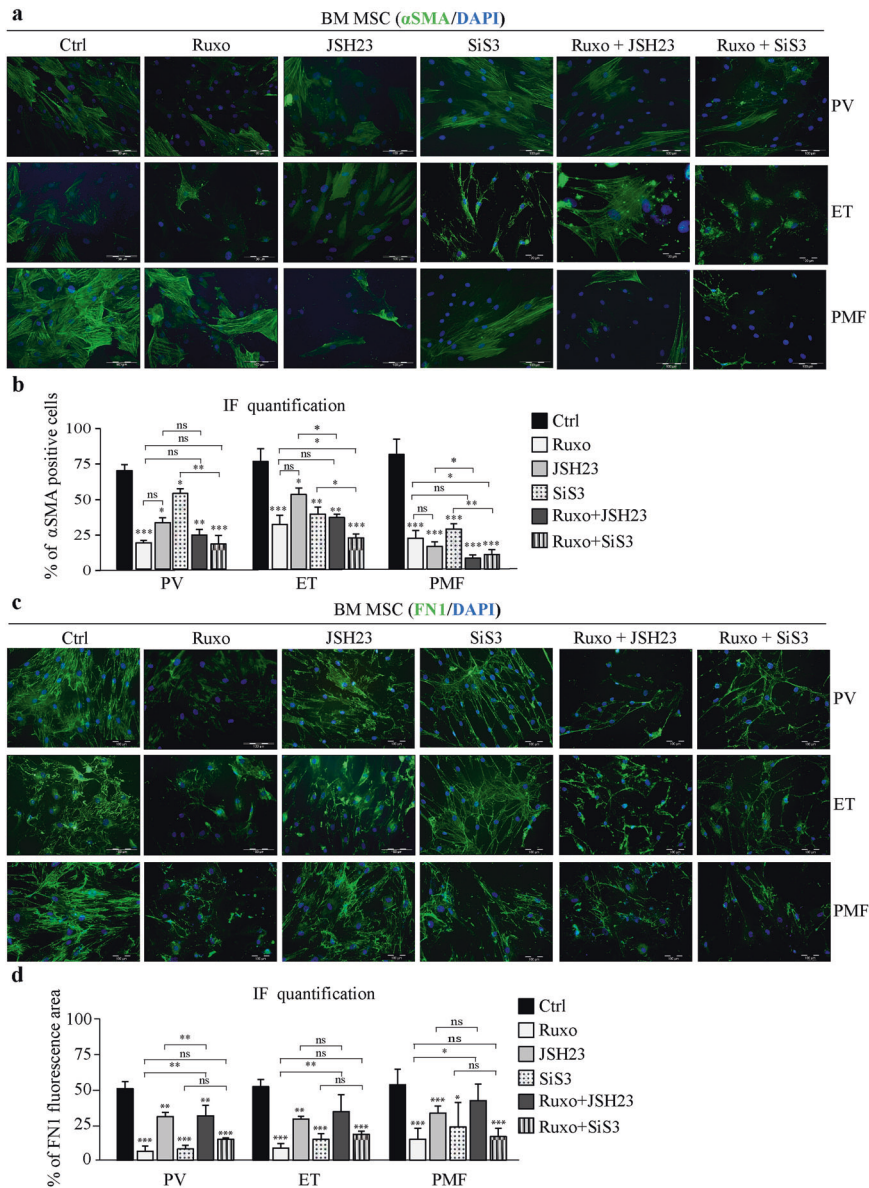 a
BM MSC (αSMA/DAPI)
Ctrl Ruxo JSH23 SiS3 Ruxo + JSH23 Ruxo + SiS3
PV
ET
PMF
b
IF quantification
% of αSMA positive cells
100
75
50
25
0
ns
ns
ns
ns
**
***
*
*
**
***
*
*
ns
ns
*
***
*
**
**
***
*
*
ns
ns
**
***
***
***
***
***
PV ET PMF
Ctrl
Ruxo
JSH23
SiS3
Ruxo+JSH23
Ruxo+SiS3
c
BM MSC (FN1/DAPI)
Ctrl Ruxo JSH23 SiS3 Ruxo + JSH23 Ruxo + SiS3
PV
ET
PMF
d
IF quantification
% of FN1 fluorescence area
100
75
50
25
0
**
ns
**
ns
***
**
***
**
***
ns
ns
**
ns
***
**
***
***
ns
ns
*
ns
***
***
*
***
PV ET PMF
Ctrl
Ruxo
JSH23
SiS3
Ruxo+JSH23
Ruxo+SiS3